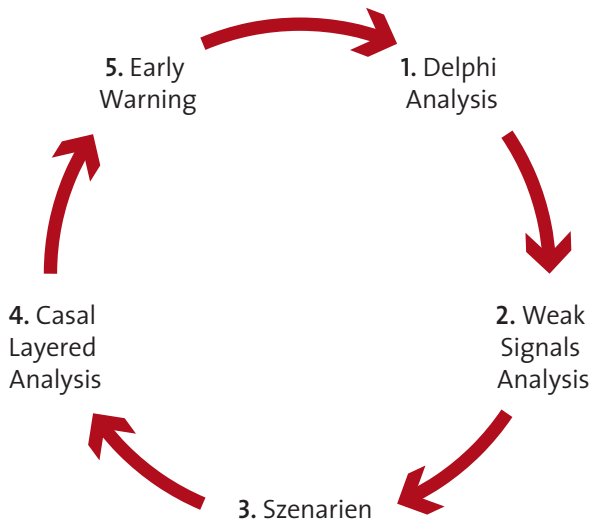 1. Delphi
Analysis
2. Weak
Signals
Analysis
3. Szenarien
4. Casal
Layered
Analysis
5. Early
Warning